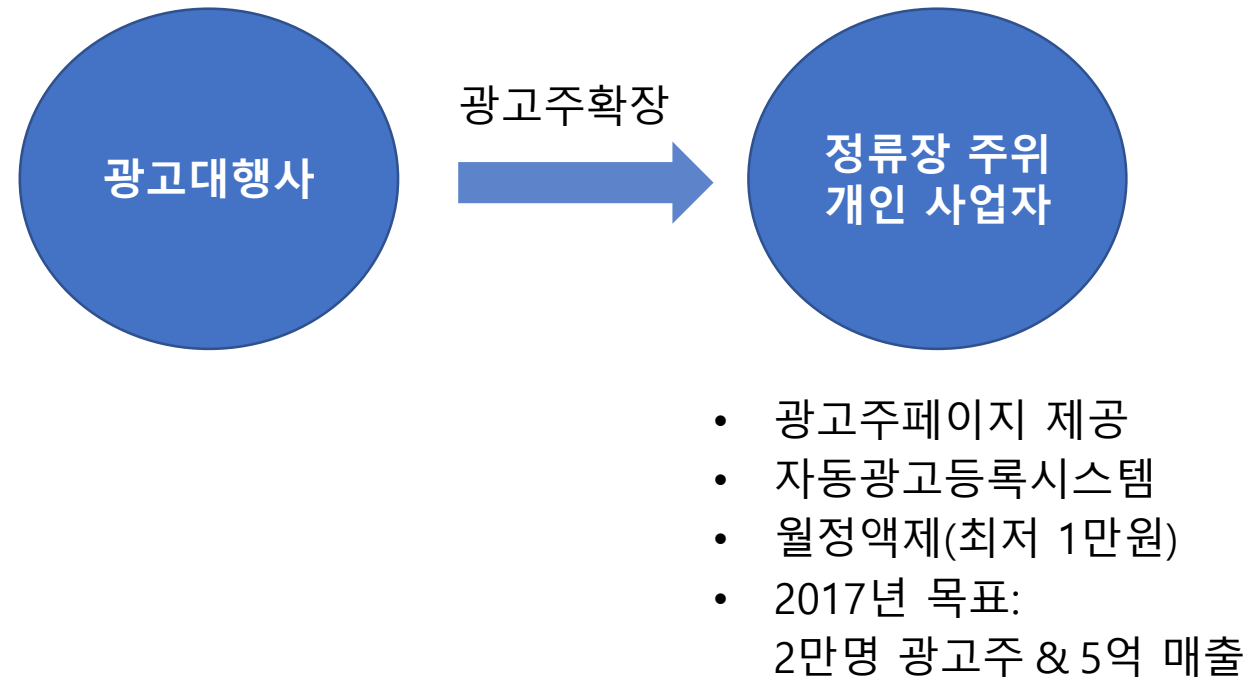 광고대행사
광고주확장
정류장 주위
개인 사업자
• 광고주페이지 제공
• 자동광고등록시스템
• 월정액제(최저 1만원)
• 2017년 목표:
2만명 광고주 & 5억 매출